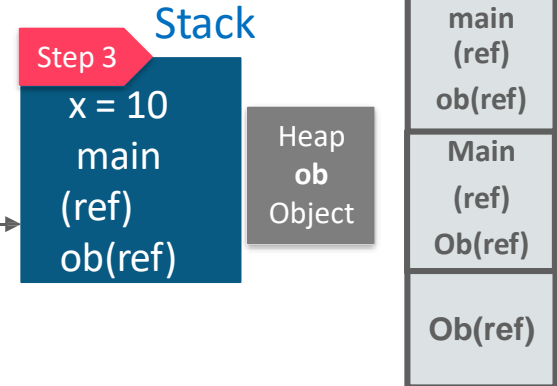 Stack
Step 3
x = 10
main
(ref)
ob(ref)
Heap
ob
Object
main
(ref)
ob(ref)
Main
(ref)
Ob(ref)
Ob(ref)